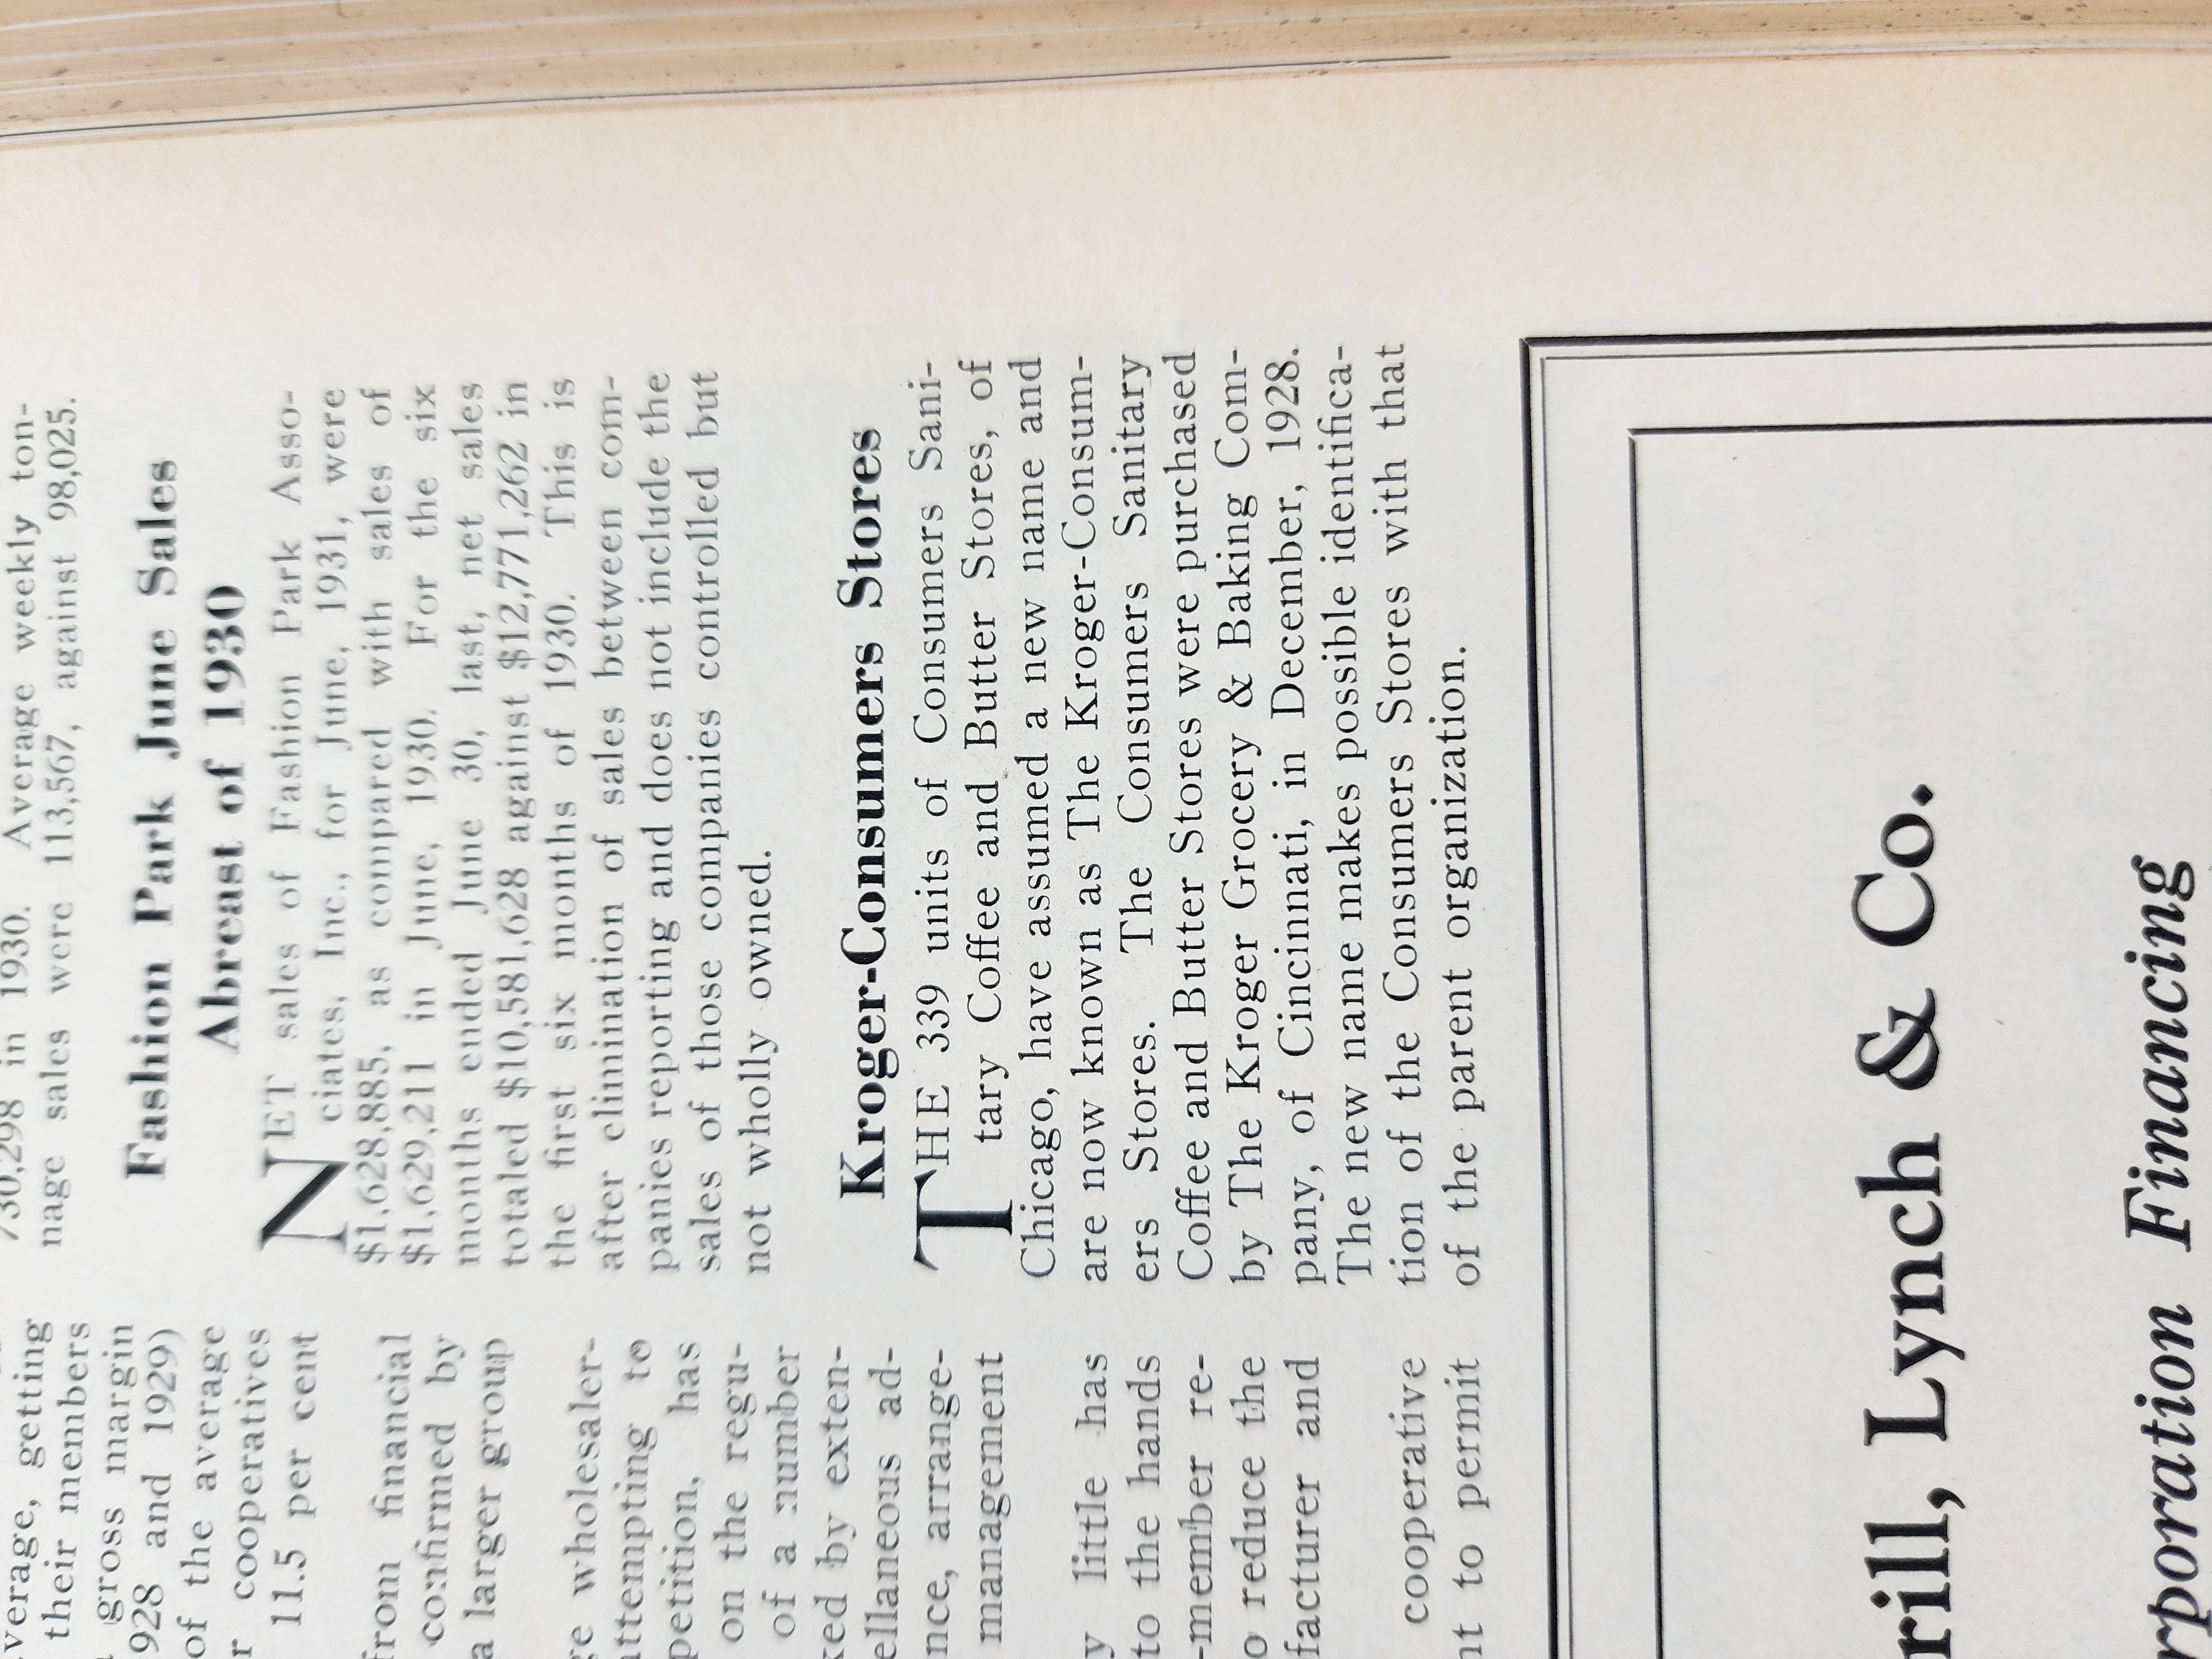 verage, getting
their members
gross margin
928 and 1929)
of the average
r cooperatives
11.5 per cent
from financial
confirmed by
a larger group
ge wholesaler-
attempting to
petition, has
on the regu-
of a number
ked by exten-
ellaneous ad-
nce, arrange-
management
y little has
to the hands
-member re-
o reduce the
facturer and
cooperative
nt to permit
730,298 in 1930. Average weekly ton-
nage sales were 113,567, against 98,025.
Fashion Park June Sales
Abreast of 1930
NET sales of Fashion Park Asso-
ciates, Inc., for June, 1931, were
$1,628,885, as compared with sales of
$1,629,211 in June, 1930. For the six
months ended June 30, last, net sales
totaled $10,581,628 against $12,771,262 in
the first six months of 1930. This is
after elimination of sales between com-
panies reporting and does not include the
sales of those companies controlled but
not wholly owned.
Kroger-Consumers Stores
THE 339 units of Consumers Sani-
tary Coffee and Butter Stores, of
Chicago, have assumed a new name and
are now known as The Kroger-Consum-
ers Stores. The Consumers Sanitary
Coffee and Butter Stores were purchased
by The Kroger Grocery & Baking Com-
pany, of Cincinnati, in December, 1928.
The new name makes possible identifica-
tion of the Consumers Stores with that
of the parent organization.
rill, Lynch & Co.
rporation Financing